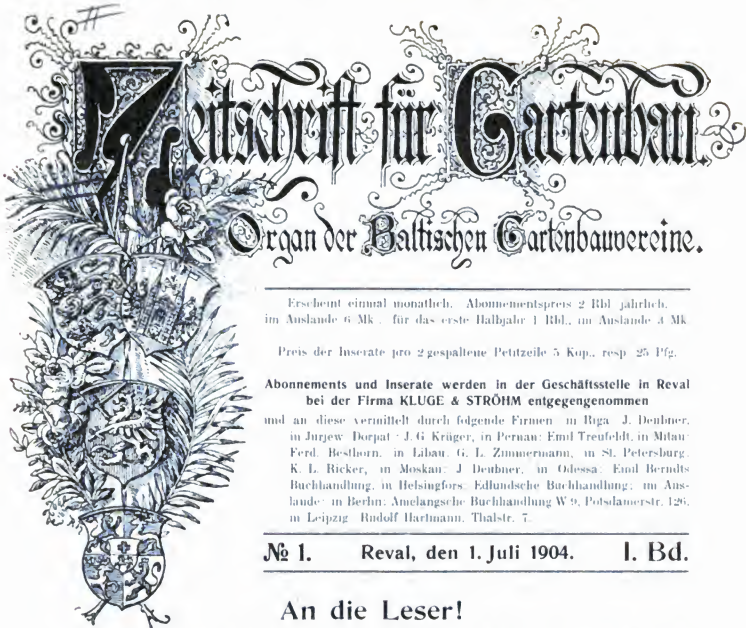 Zeitschrift für Gartenbau.
Organ der Baltischen Gartenbauvereine.
Erscheint einmal monatlich. Abonnementspreis 2 Rbl. jährlich,
im Auslande 6 Mk., für das erste Halbjahr 1 Rbl., im Auslande 3 Mk
Preis der Inserate pro 2 gespaltene Petitzeile 5 Kop., resp. 25 Pfg.
Abonnements und Inserate werden in der Geschäftsstelle in Reval
bei der Firma KLUGE & STRÖHM entgegengenommen
und an diese vermittelt durch folgende Firmen in Riga J. Deubner,
in Jurjew Dorpat: J. G. Krüger, in Pernau: Emil Treufeldt, in Mitau:
Ferd. Besthorn, in Libau: G. L. Zimmermann, in St. Petersburg:
K. L. Ricker, in Moskau: J. Deubner, in Odessa: Emil Berndts
Buchhandlung, in Helsingfors: Edlundsche Buchhandlung; im Aus-
lande: in Berlin: Amelangsche Buchhandlung W 9, Potsdamerstr. 126,
in Leipzig Rudolf Hartmann, Thalstr. 7.
№ 1. Reval, den 1. Juli 1904. I. Bd.
An die Leser!